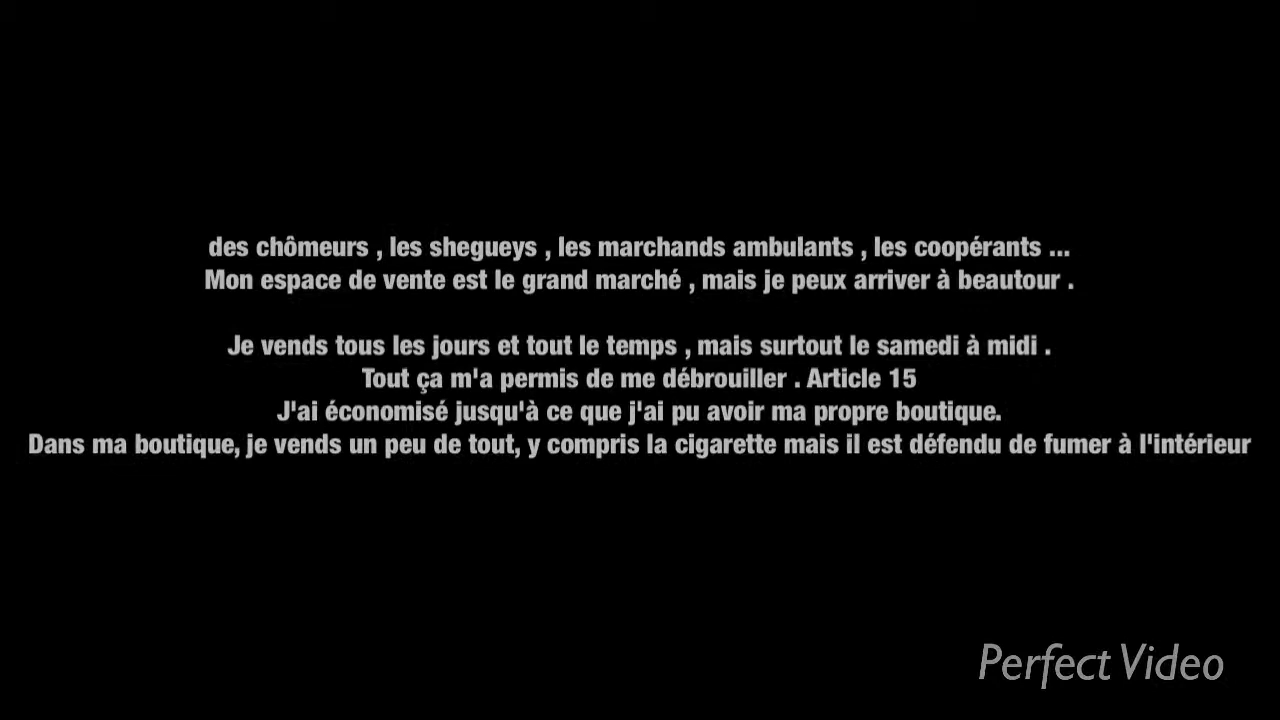 des chômeurs , les shegueys , les marchands ambulants , les coopérants ...
Mon espace de vente est le grand marché , mais je peux arriver à beautour .
Je vends tous les jours et tout le temps , mais surtout le samedi à midi .
Tout ça m'a permis de me débrouiller . Article 15
J'ai économisé jusqu'à ce que j'ai pu avoir ma propre boutique.
Dans ma boutique, je vends un peu de tout, y compris la cigarette mais il est défendu de fumer à l'intérieur
Perfect Video